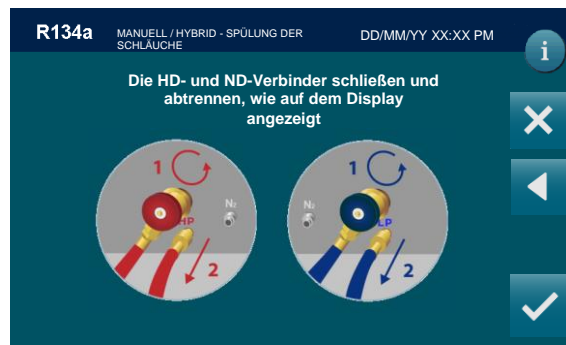 R134a
MANUELL / HYBRID - SPÜLUNG DER
SCHLÄUCHE
DD/MM/YY XX:XX PM
i
Die HD- und ND-Verbinder schließen und
abtrennen, wie auf dem Display
angezeigt
1
N2
HP
2
1
N2
LP
2